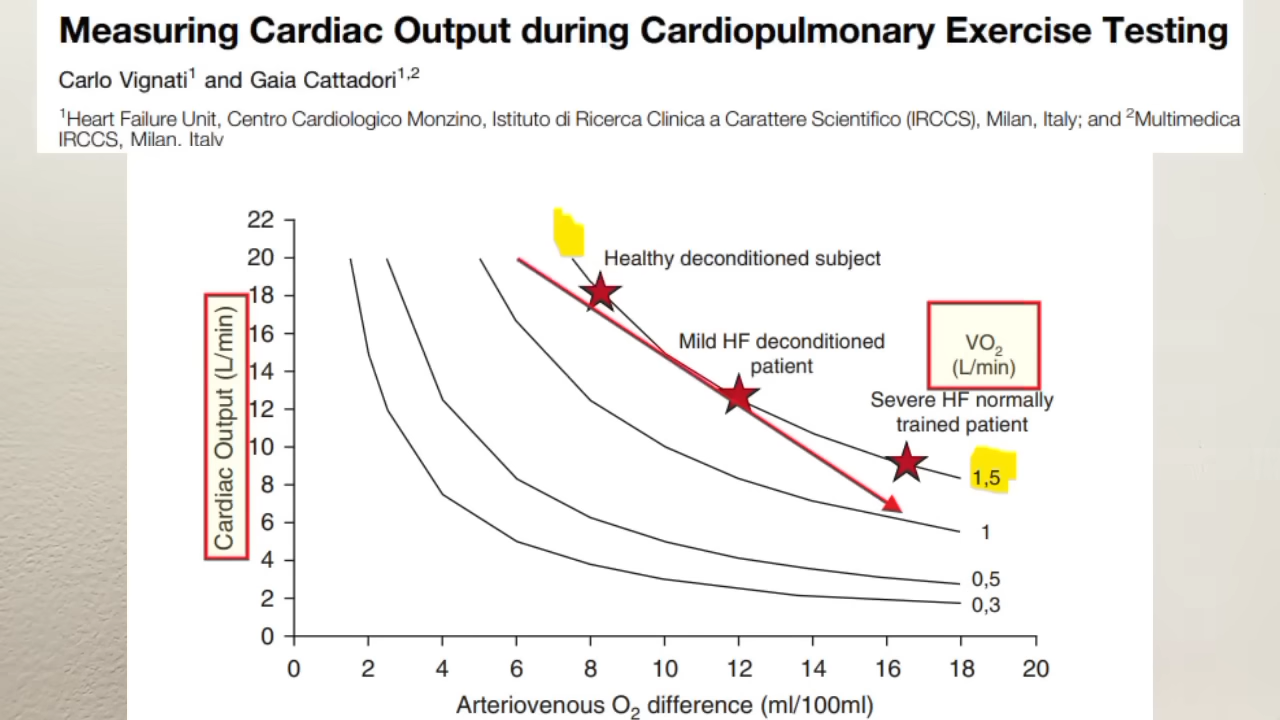 Measuring Cardiac Output during Cardiopulmonary Exercise Testing
Carlo Vignati1 and Gaia Cattadori1,2
1Heart Failure Unit, Centro Cardiologico Monzino, Istituto di Ricerca Clinica a Carattere Scientifico (IRCCS), Milan, Italy; and 2Multimedica
IRCCS, Milan, Italy
22
20
18
16
14
12
10
8
6
4
2
0
Cardiac Output (L/min)
Healthy deconditioned subject
Mild HF deconditioned
patient
VO2
(L/min)
Severe HF normally
trained patient
1,5
1
0,5
0,3
0 2 4 6 8 10 12 14 16 18 20
Arteriovenous O2 difference (ml/100ml)